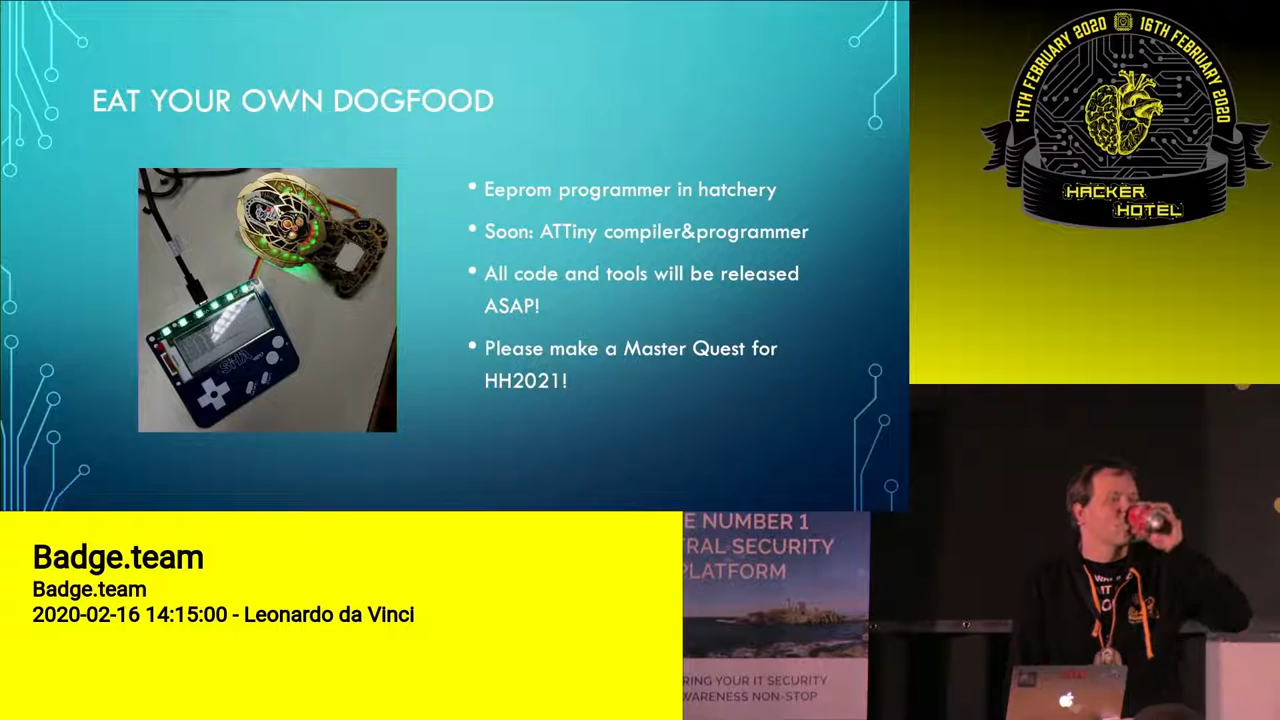 EAT YOUR OWN DOGFOOD
• Eeprom programmer in hatchery
• Soon: ATTiny compiler&programmer
• All code and tools will be released
ASAP!
• Please make a Master Quest for
HH2021!
SHA
14TH FEBRUARY 2020
16TH FEBRUARY 2020
HACKER
HOTEL
Badge.team
Badge.team
2020-02-16 14:15:00 - Leonardo da Vinci
E NUMBER 1
TRAL SECURITY
PLATFORM
RING YOUR IT SECURITY
WARENESS NON-STOP